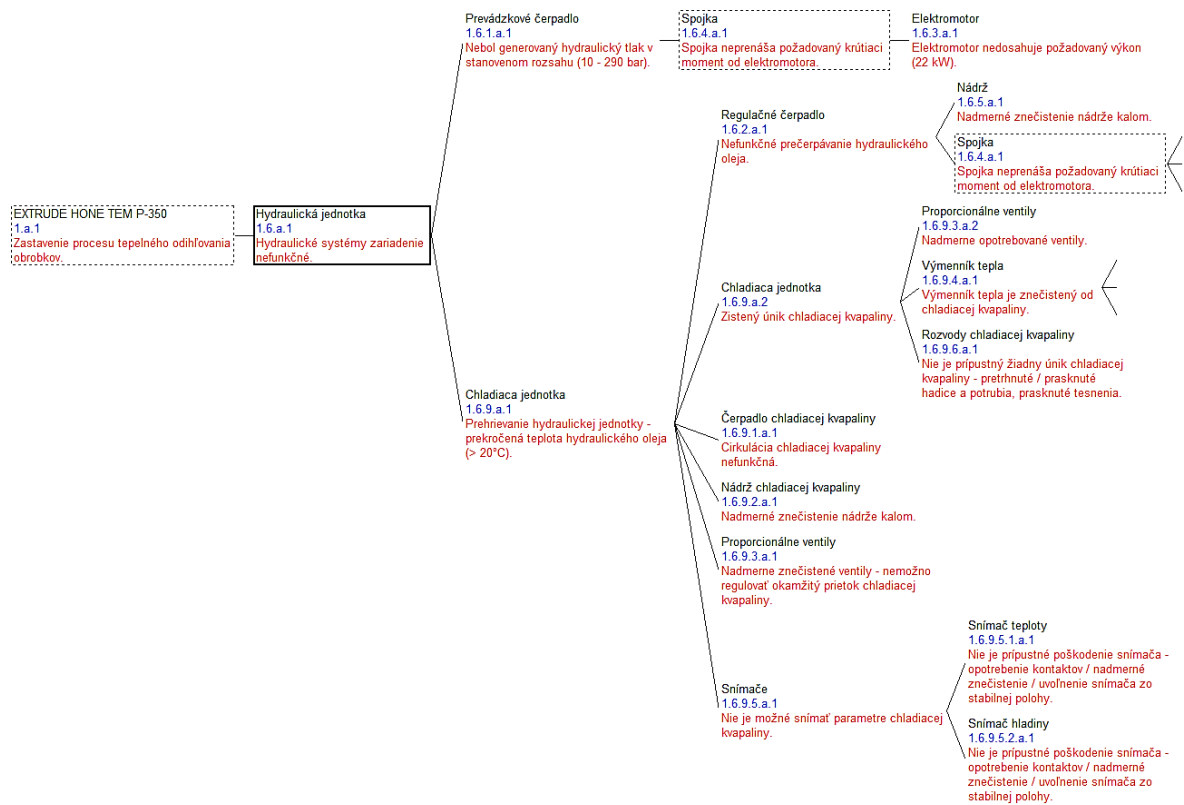 EXTRUDE HONE TEM P-350
1.a.1
Zastavenie procesu tepelného odihľovania
obrobkov.
Hydraulická jednotka
1.6.a.1
Hydraulické systémy zariadenie
nefunkčné.
Prevádzkové čerpadlo
1.6.1.a.1
Nebol generovaný hydraulický tlak v
stanovenom rozsahu (10 - 290 bar).
Spojka
1.6.4.a.1
Spojka neprenáša požadovaný krútiaci
moment od elektromotora.
Elektromotor
1.6.3.a.1
Elektromotor nedosahuje požadovaný výkon
(22 kW).
Chladiaca jednotka
1.6.9.a.1
Prehrievanie hydraulickej jednotky -
prekročená teplota hydraulického oleja
(> 20°C).
Regulačné čerpadlo
1.6.2.a.1
Nefunkčné prečerpávanie hydraulického
oleja.
Nádrž
1.6.5.a.1
Nadmerné znečistenie nádrže kalom.
Spojka
1.6.4.a.1
Spojka neprenáša požadovaný krútiaci
moment od elektromotora.
Chladiaca jednotka
1.6.9.a.2
Zistený únik chladiacej kvapaliny.
Proporcionálne ventily
1.6.9.3.a.2
Nadmerne opotrebované ventily.
Výmenník tepla
1.6.9.4.a.1
Výmenník tepla je znečistený od
chladiacej kvapaliny.
Rozvody chladiacej kvapaliny
1.6.9.6.a.1
Nie je prípustný žiadny únik chladiacej
kvapaliny - pretrhnuté / prasknuté
hadice a potrubia, prasknuté tesnenia.
Čerpadlo chladiacej kvapaliny
1.6.9.1.a.1
Cirkulácia chladiacej kvapaliny
nefunkčná.
Nádrž chladiacej kvapaliny
1.6.9.2.a.1
Nadmerné znečistenie nádrže kalom.
Proporcionálne ventily
1.6.9.3.a.1
Nadmerne znečistené ventily - nemožno
regulovať okamžitý prietok chladiacej
kvapaliny.
Snímače
1.6.9.5.a.1
Nie je možné snímať parametre chladiacej
kvapaliny.
Snímač teploty
1.6.9.5.1.a.1
Nie je prípustné poškodenie snímača -
opotrebenie kontaktov / nadmerné
znečistenie / uvoľnenie snímača zo
stabilnej polohy.
Snímač hladiny
1.6.9.5.2.a.1
Nie je prípustné poškodenie snímača -
opotrebenie kontaktov / nadmerné
znečistenie / uvoľnenie snímača zo
stabilnej polohy.